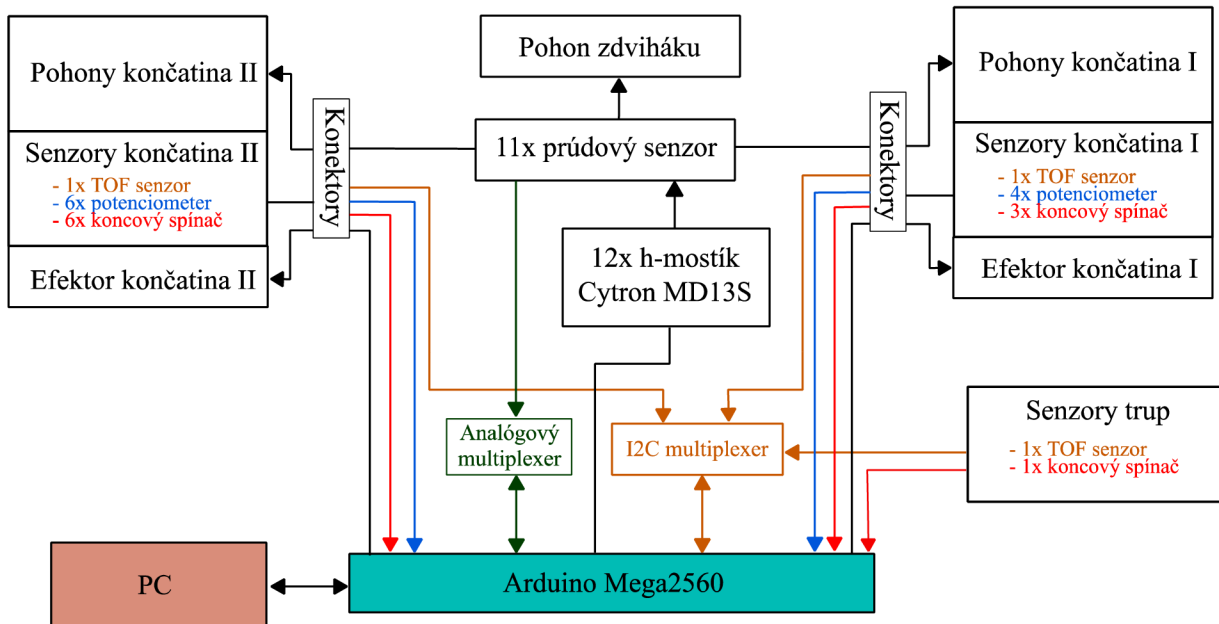 Pohony končatina II
Senzory končatina II
- 1x TOF senzor
- 6x potenciometer
- 6x koncový spínač
Efektor končatina II
Konektory
Pohon zdviháku
11x prúdový senzor
12x h-mostík
Cytron MD13S
Konektory
Pohony končatina I
Senzory končatina I
- 1x TOF senzor
- 4x potenciometer
- 3x koncový spínač
Efektor končatina I
Analógový
multiplexer
I2C multiplexer
Senzory trup
- 1x TOF senzor
- 1x koncový spínač
PC
Arduino Mega2560